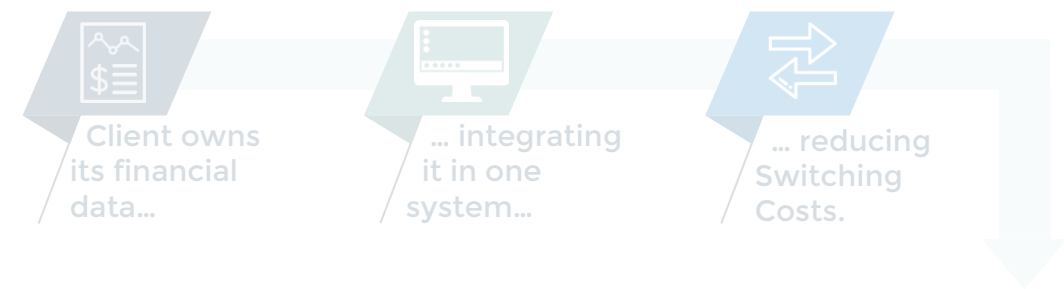 Client owns
its financial
data...
... integrating
it in one
system...
... reducing
Switching
Costs.